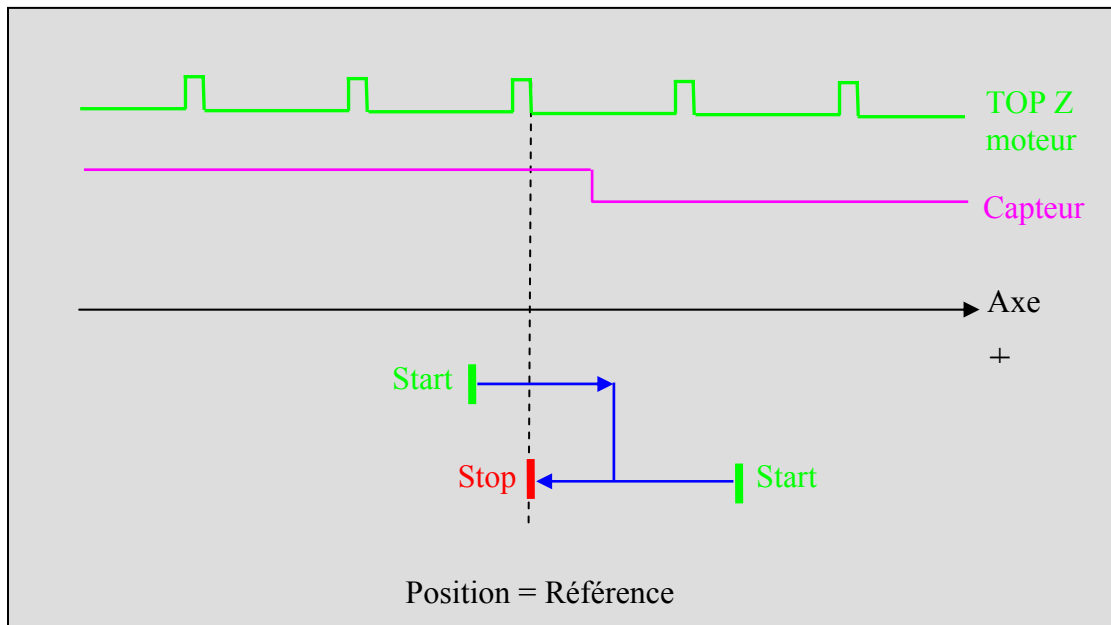 TOP Z
moteur
Capteur
Axe
+
Start
Stop
Start
Position = Référence